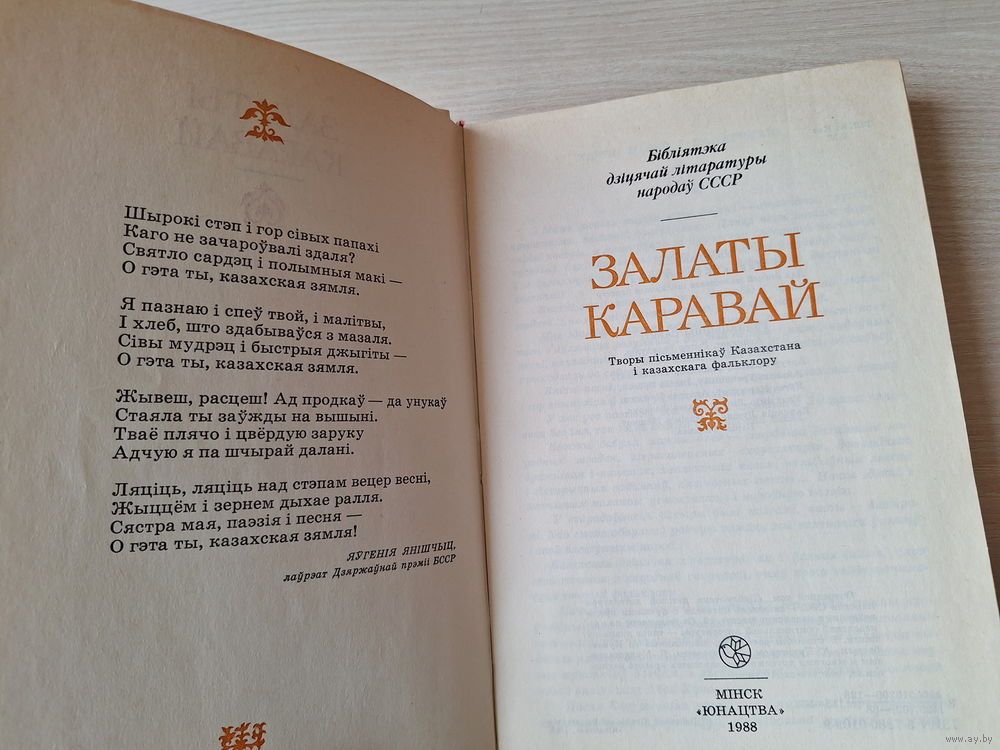 Шырокі стэп і гор сівых папахі
Каго не зачароўвалі здаля?
Святло сардэц і полымныя макі —
О гэта ты, казахская зямля.
Я пазнаю і спеў твой, і малітвы,
І хлеб, што здабываўся з мазаля.
Сівы мудрэц і быстрыя джыгіты —
О гэта ты, казахская зямля.
Жывеш, расцеш! Ад продкаў — да унукаў
Стаяла ты заўжды на вышыні.
Тваё плячо і цвёрдую заруку
Адчую я па шчырай далані.
Ляціць, ляціць над стэпам вецер весні,
Жыццём і зернем дыхае ралля.
Сястра мая, паэзія і песня —
О гэта ты, казахская зямля!
ЯЎГЕНІЯ ЯНІШЧЫЦ,
лаўрэат Дзяржаўнай прэміі БССР
Бібліятэка
дзіцячай літаратуры
народаў СССР
ЗАЛАТЫ
КАРАВАЙ
Творы пісьменнікаў Казахстана
і казахскага фальклору
МІНСК
«ЮНАЦТВА»
1988
www.ay.by